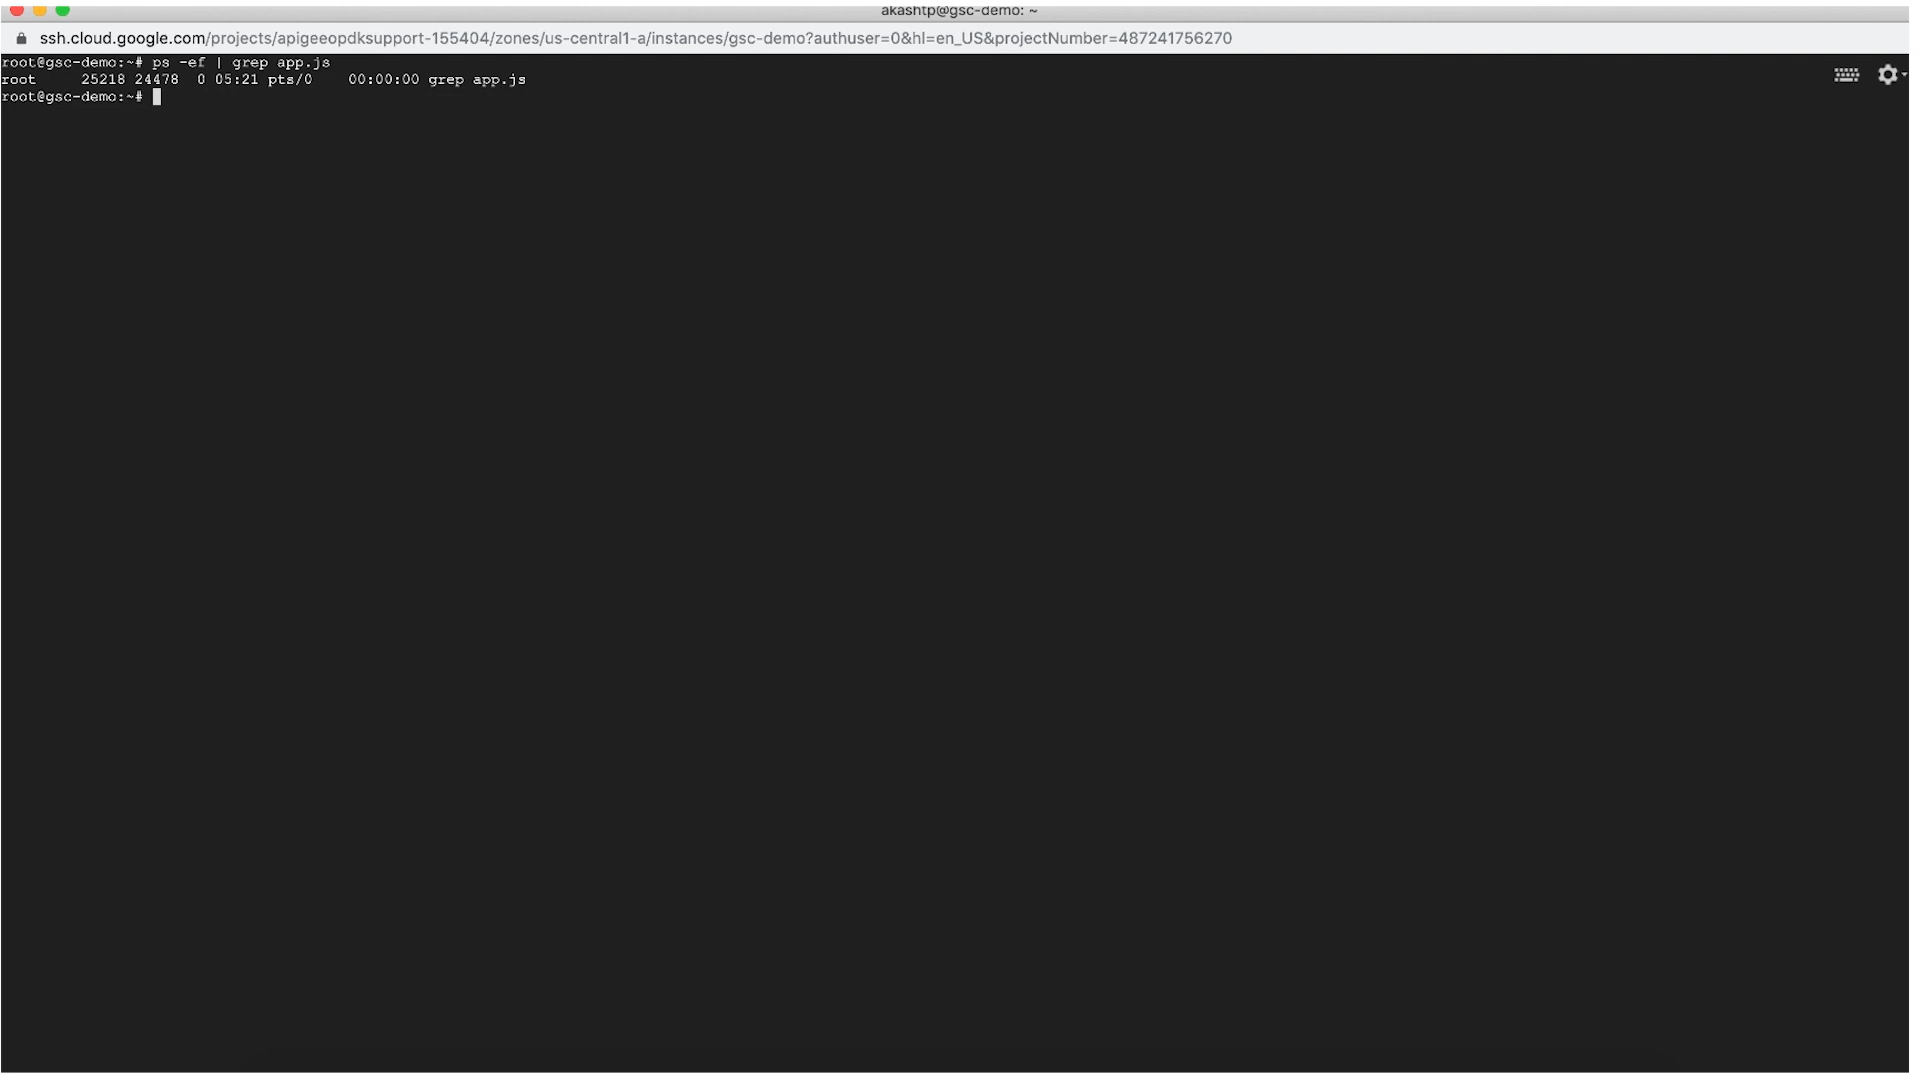 akashtp@gsc-demo: ~
ssh.cloud.google.com/projects/apigeeopdksupport-155404/zones/us-central1-a/instances/gsc-demo?authuser=0&hl=en_US&projectNumber=487241756270
root@gsc-demo:~# ps -ef | grep app.js
root     25218 24478  0 05:21 pts/0    00:00:00 grep app.js
root@gsc-demo:~#